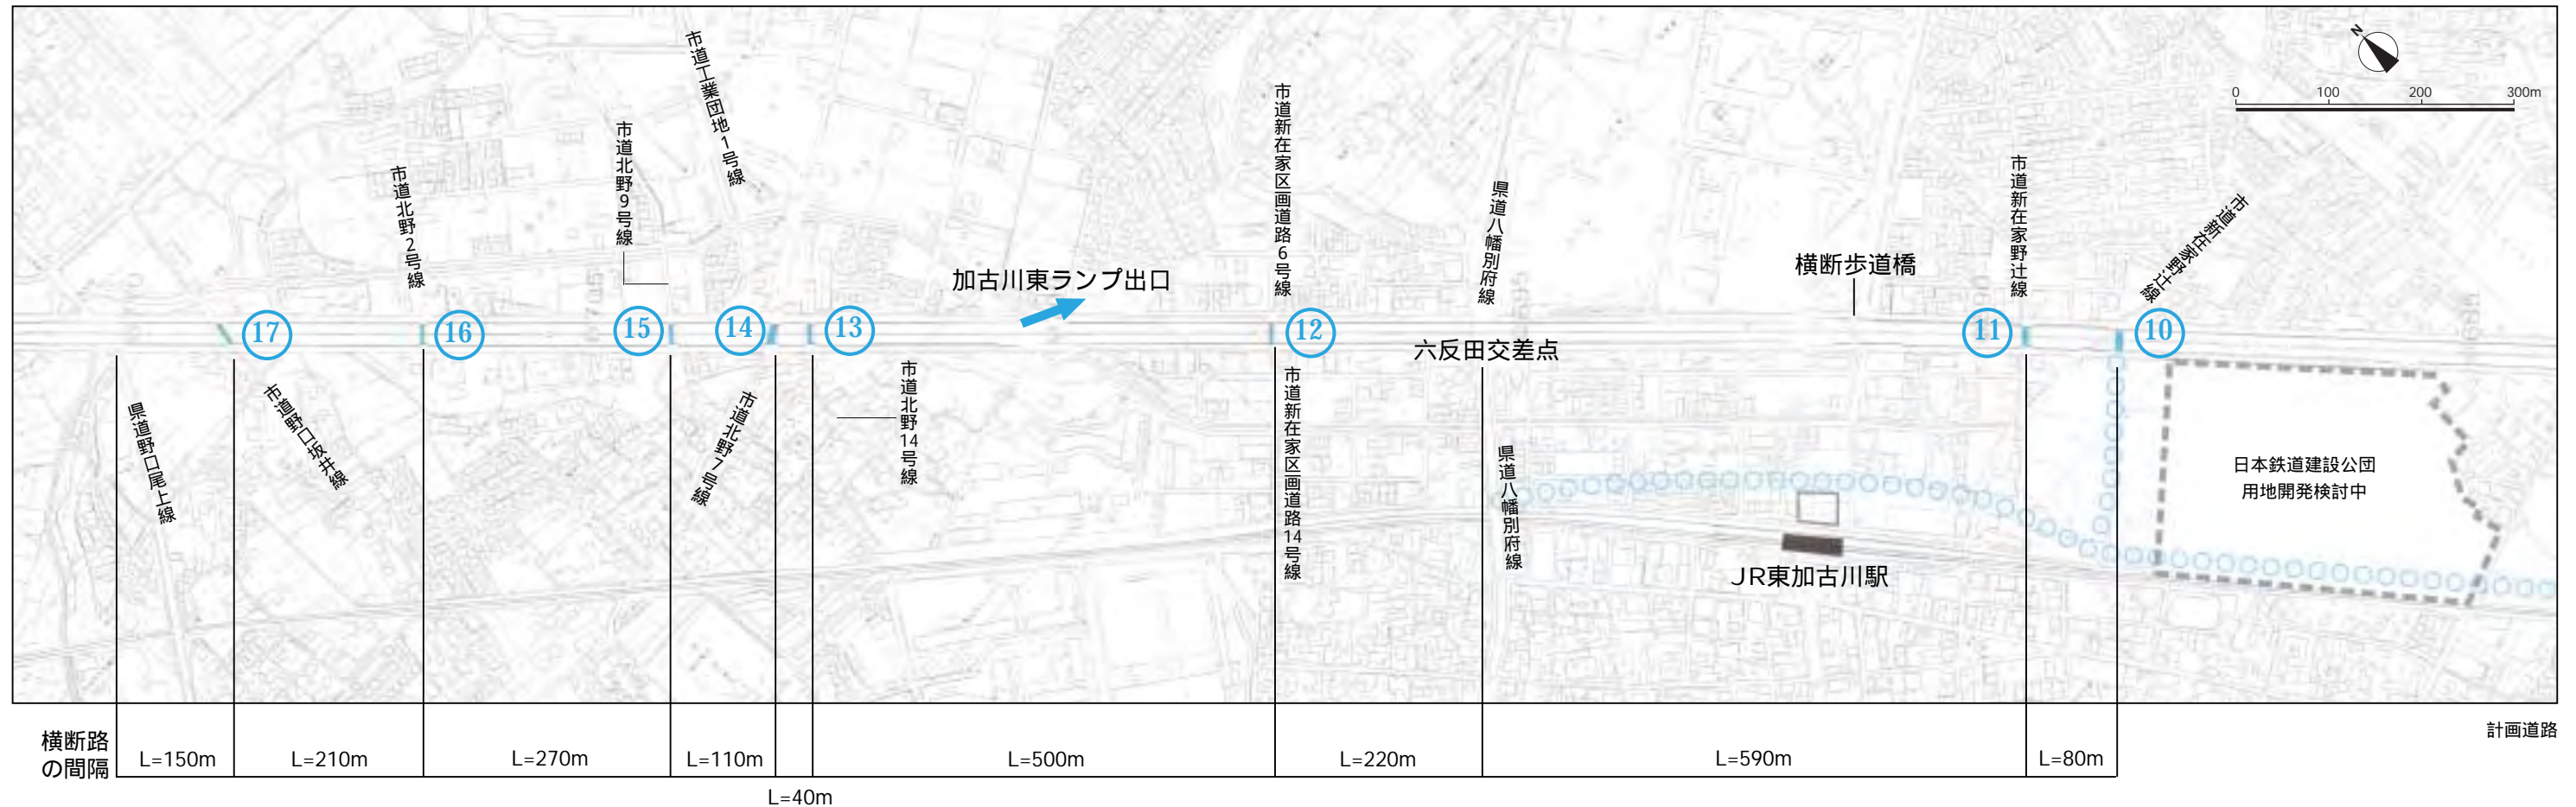 N
0 100 200 300m
市道工業団地1号線
市道北野9号線
市道北野2号線
市道新在家区画道路6号線
県道八幡別府線
市道新在家野辻線
市道新在家野辻線
加古川東ランプ出口
横断歩道橋
17
16
15
14
13
12
11
10
六反田交差点
県道野口尾上線
市道野口坂井線
市道北野7号線
市道北野14号線
市道新在家区画道路14号線
県道八幡別府線
日本鉄道建設公団
用地開発検討中
JR東加古川駅
計画道路
横断路
の間隔
L=150m
L=210m
L=270m
L=110m
L=40m
L=500m
L=220m
L=590m
L=80m